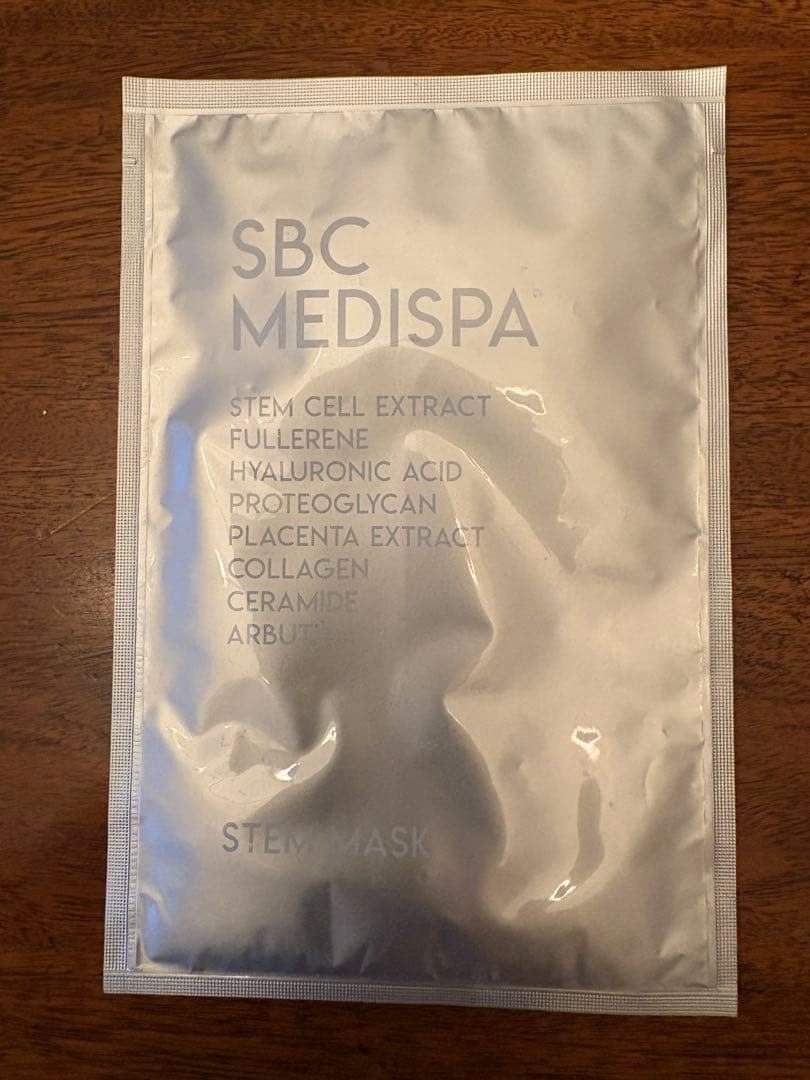 SBC
MEDISPA
STEM CELL EXTRACT
FULLERENE
HYALURONIC ACID
PROTEOGLYCAN
PLACENTA EXTRACT
COLLAGEN
CERAMIDE
STEM MASK